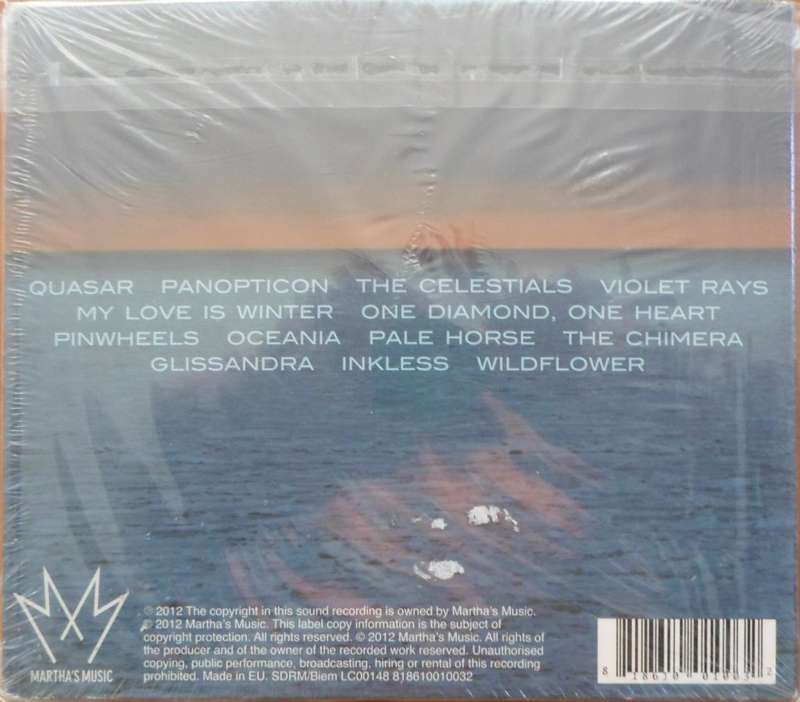 QUASAR PANOPTICON THE CELESTIALS VIOLET RAYS
MY LOVE IS WINTER ONE DIAMOND, ONE HEART
PINWHEELS OCEANIA PALE HORSE THE CHIMERA
GLISSANDRA INKLESS WILDFLOWER
MARTHA'S MUSIC
℗ 2012 The copyright in this sound recording is owned by Martha's Music.
2012 Martha's Music. This label copy information is the subject of
copyright protection. All rights reserved. © 2012 Martha's Music. All rights of
the producer and of the owner of the recorded work reserved. Unauthorised
copying, public performance, broadcasting, hiring or rental of this recording
prohibited. Made in EU. SDRM/Biem LC00148 818610010032
8 18610 01003 2